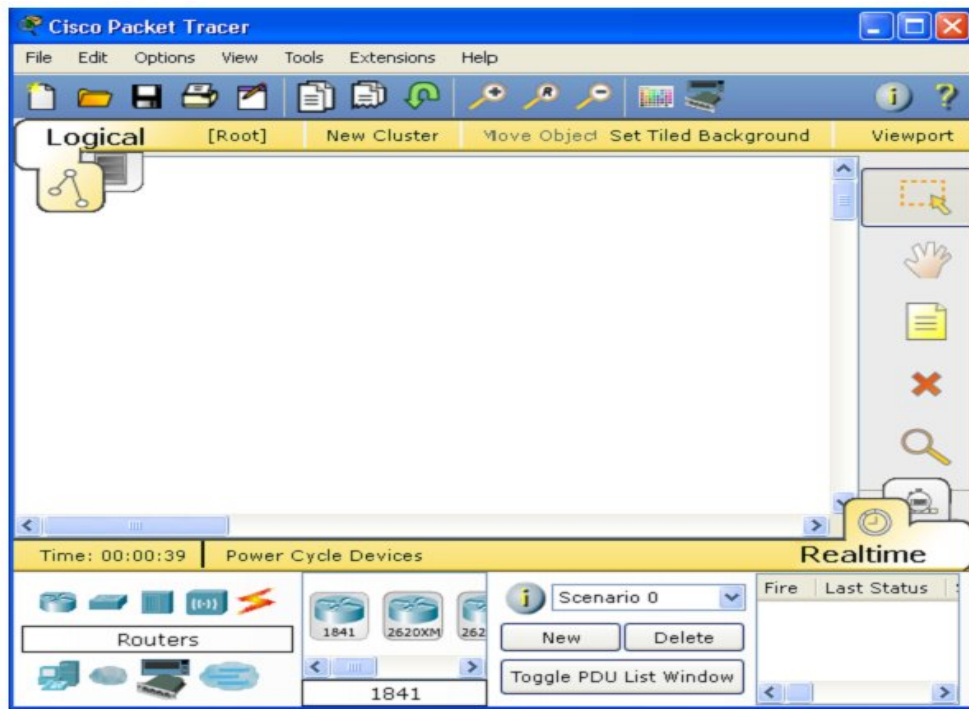 Cisco Packet Tracer
File Edit Options View Tools Extensions Help
Logical [Root] New Cluster Move Object Set Tiled Background Viewport
Time: 00:00:39 Power Cycle Devices Realtime
Routers
1841 2620XM 262
1841
Scenario 0
New Delete
Toggle PDU List Window
Fire Last Status